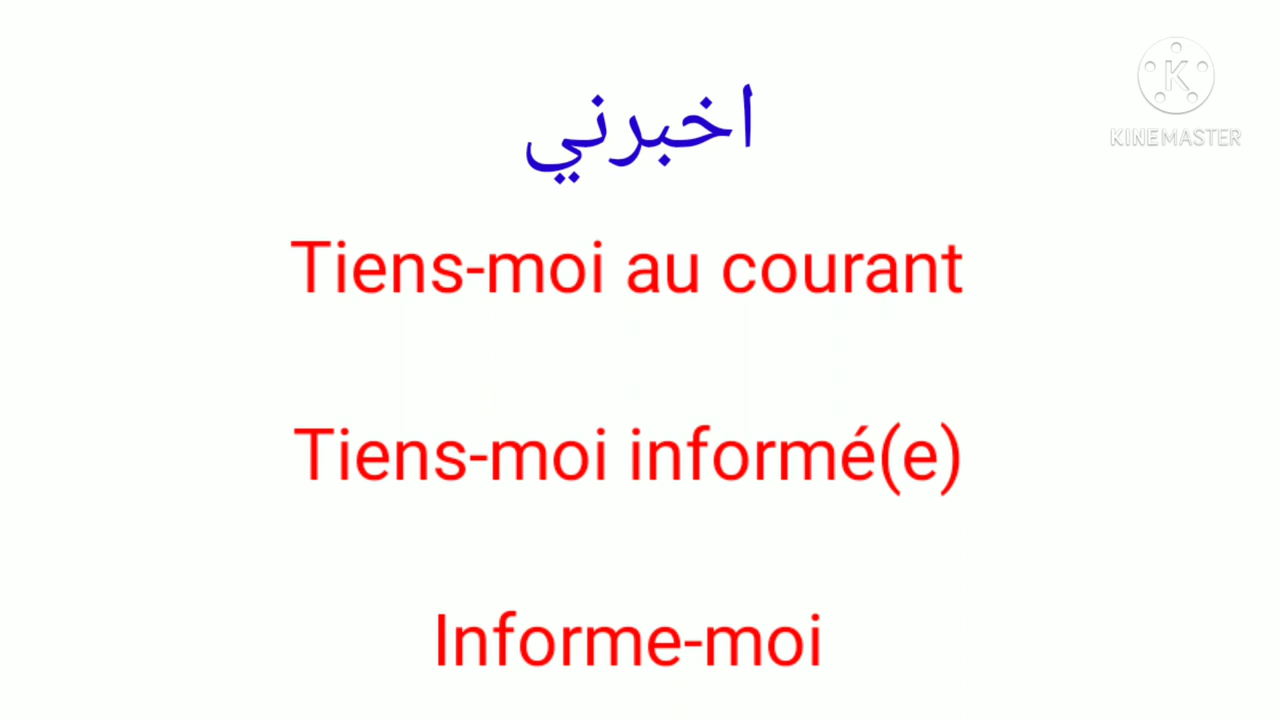 اخبرني
K
KINEMASTER
Tiens-moi au courant
Tiens-moi informé(e)
Informe-moi